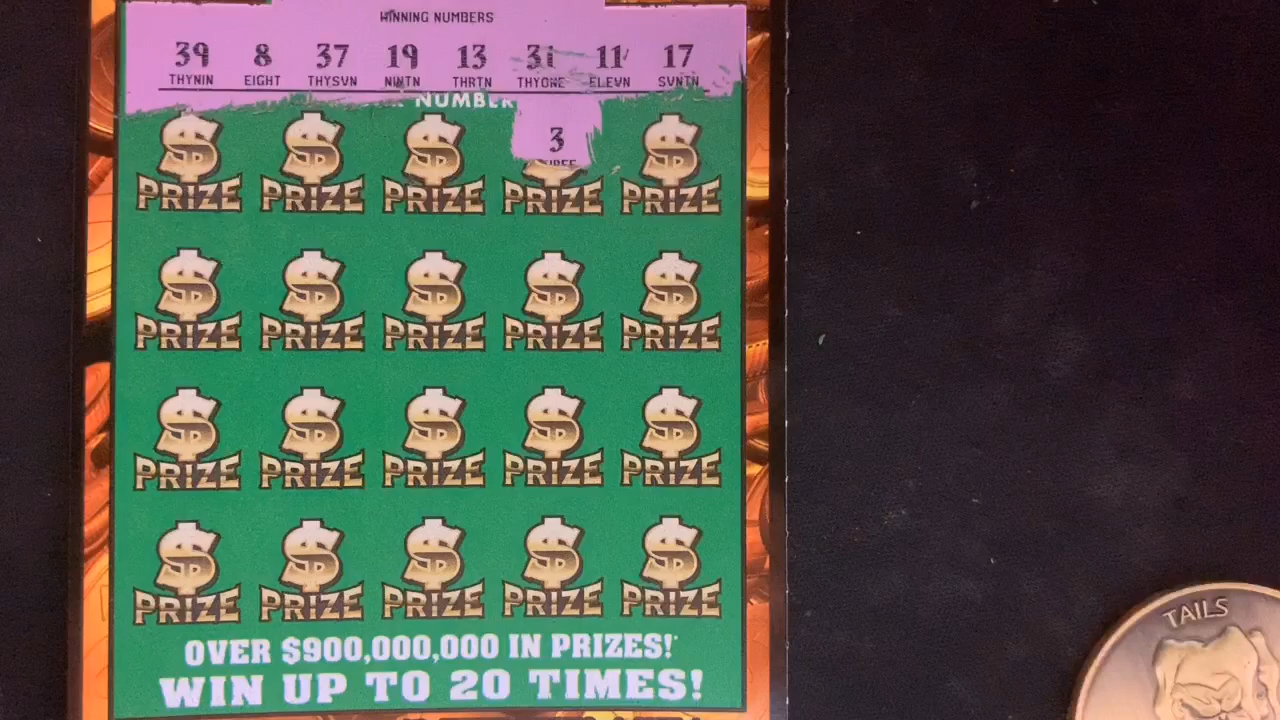 WINNING NUMBERS
39 8 37 19 13 31 11 17
THYNIN EIGHT THYSVN NINTN THRTN THYONE ELEVN SVNTN
3
PRIZE PRIZE PRIZE PRIZE PRIZE
PRIZE PRIZE PRIZE PRIZE PRIZE
PRIZE PRIZE PRIZE PRIZE PRIZE
PRIZE PRIZE PRIZE PRIZE PRIZE
OVER $900,000,000 IN PRIZES!
WIN UP TO 20 TIMES!
TAILS